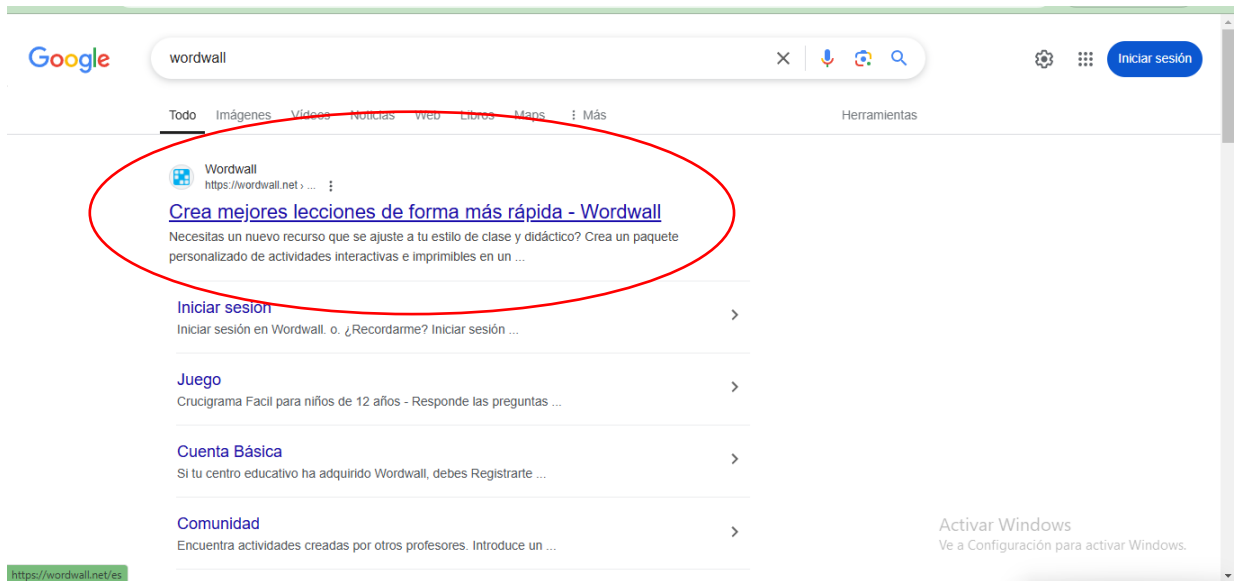 Google
wordwall
Iniciar sesión
Todo Imágenes Vídeos Noticias Web Libros Maps Más
Herramientas
Wordwall
https://wordwall.net › ...
Crea mejores lecciones de forma más rápida - Wordwall
Necesitas un nuevo recurso que se ajuste a tu estilo de clase y didáctico? Crea un paquete
personalizado de actividades interactivas e imprimibles en un ...
Iniciar sesión
Iniciar sesión en Wordwall. o. ¿Recordarme? Iniciar sesión ...
Juego
Crucigrama Facil para niños de 12 años - Responde las preguntas ...
Cuenta Básica
Si tu centro educativo ha adquirido Wordwall, debes Registrarte ...
Comunidad
Encuentra actividades creadas por otros profesores. Introduce un ...
Activar Windows
Ve a Configuración para activar Windows.
https://wordwall.net/es